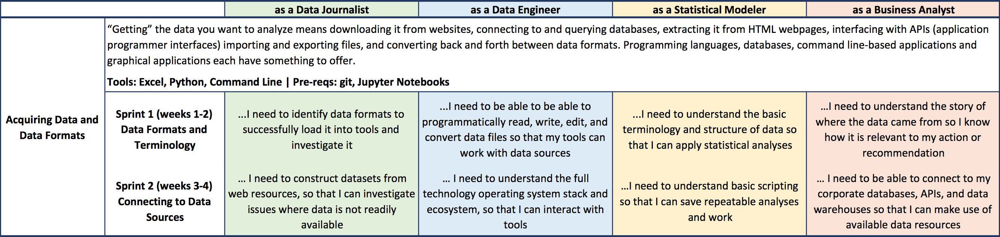 as a Data Journalist
as a Data Engineer
as a Statistical Modeler
as a Business Analyst
Acquiring Data and
Data Formats
“Getting” the data you want to analyze means downloading it from websites, connecting to and querying databases, extracting it from HTML webpages, interfacing with APIs (application
programmer interfaces) importing and exporting files, and converting back and forth between data formats. Programming languages, databases, command line-based applications and
graphical applications each have something to offer.
Tools: Excel, Python, Command Line | Pre-reqs: git, Jupyter Notebooks
Sprint 1 (weeks 1-2)
Data Formats and
Terminology
...I need to identify data formats to
successfully load it into tools and
investigate it
...I need to be able to be able to
programmatically read, write, edit, and
convert data files so that my tools can
work with data sources
...I need to understand the basic
terminology and structure of data so
that I can apply statistical analyses
...I need to understand the story of
where the data came from so I know
how it is relevant to my action or
recommendation
Sprint 2 (weeks 3-4)
Connecting to Data
Sources
... I need to construct datasets from
web resources, so that I can investigate
issues where data is not readily
available
... I need to understand the full
technology operating system stack and
ecosystem, so that I can interact with
tools
...I need to understand basic scripting
so that I can save repeatable analyses
and work
... I need to be able to connect to my
corporate databases, APIs, and data
warehouses so that I can make use of
available data resources